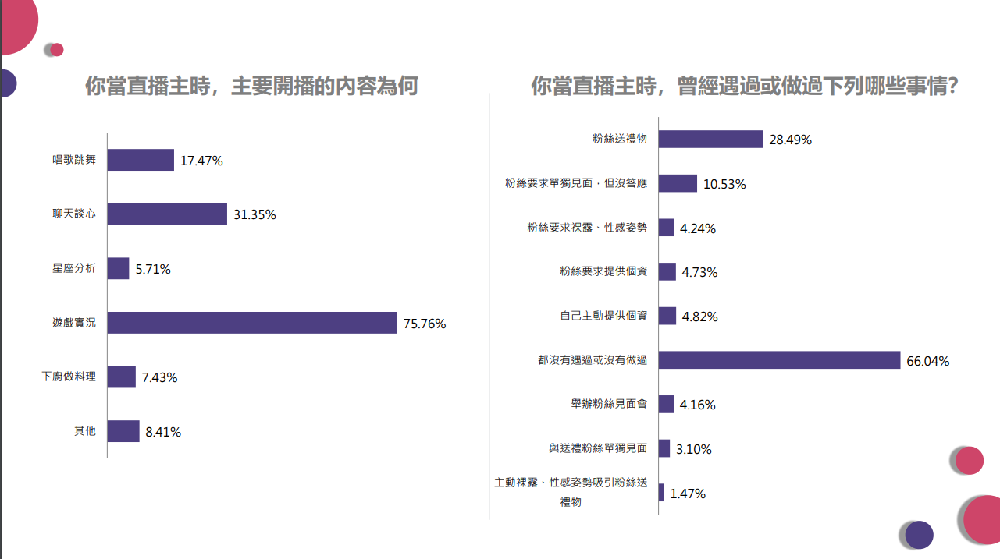 你當直播主時，主要開播的內容為何
唱歌跳舞
17.47%
聊天談心
31.35%
星座分析
5.71%
遊戲實況
75.76%
下廚做料理
7.43%
其他
8.41%
你當直播主時，曾經遇過或做過下列哪些事情?
粉絲送禮物
28.49%
粉絲要求單獨見面，但沒答應
10.53%
粉絲要求裸露、性感姿勢
4.24%
粉絲要求提供個資
4.73%
自己主動提供個資
4.82%
都沒有遇過或沒有做過
66.04%
舉辦粉絲見面會
4.16%
與送禮粉絲單獨見面
3.10%
主動裸露、性感姿勢吸引粉絲送
禮物
1.47%